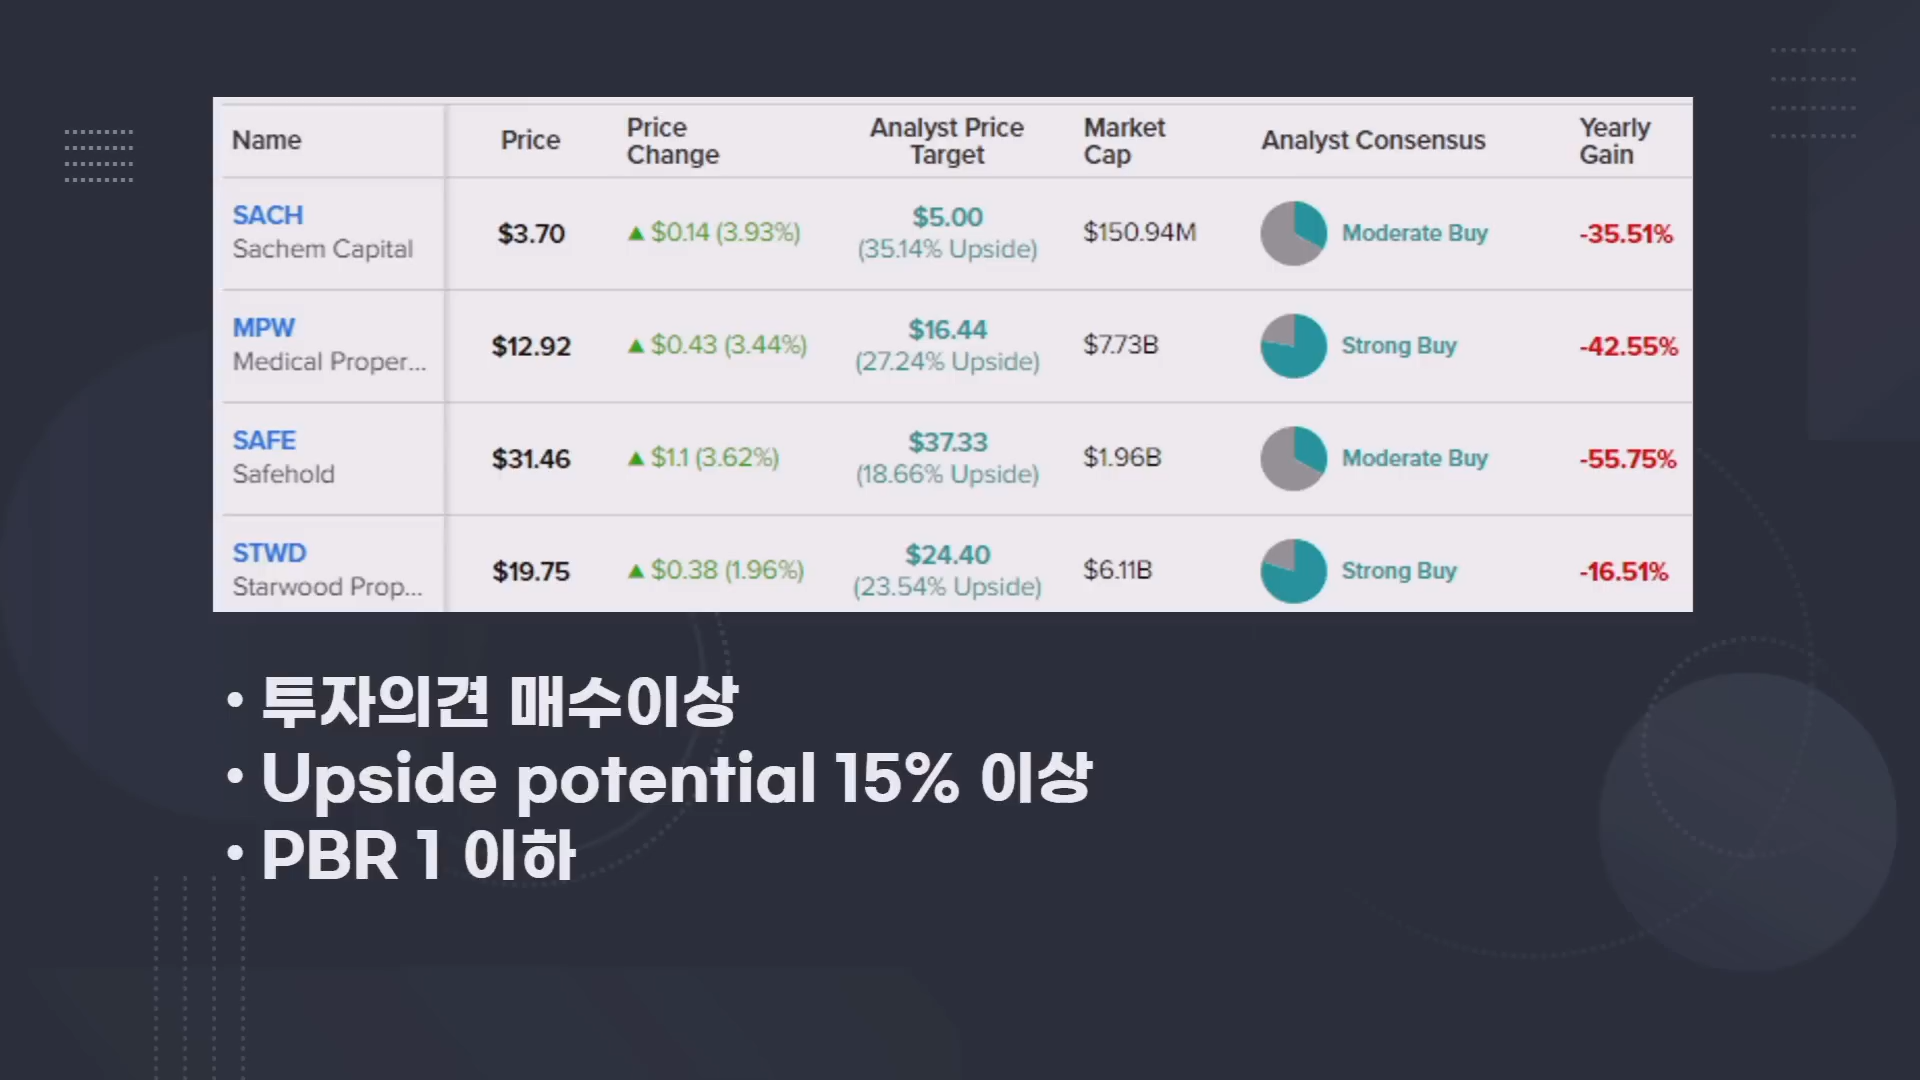 Name Price Price Change Analyst Price Target Market Cap Analyst Consensus Yearly Gain
SACH $3.70 ▲ $0.14 (3.93%) $5.00 $150.94M Moderate Buy -35.51%
Sachem Capital (35.14% Upside)
MPW $12.92 ▲ $0.43 (3.44%) $16.44 $7.73B Strong Buy -42.55%
Medical Proper... (27.24% Upside)
SAFE $31.46 ▲ $1.1 (3.62%) $37.33 $1.96B Moderate Buy -55.75%
Safehold (18.66% Upside)
STWD $19.75 ▲ $0.38 (1.96%) $24.40 $6.11B Strong Buy -16.51%
Starwood Prop... (23.54% Upside)
• 투자의견 매수이상
• Upside potential 15% 이상
• PBR 1 이하